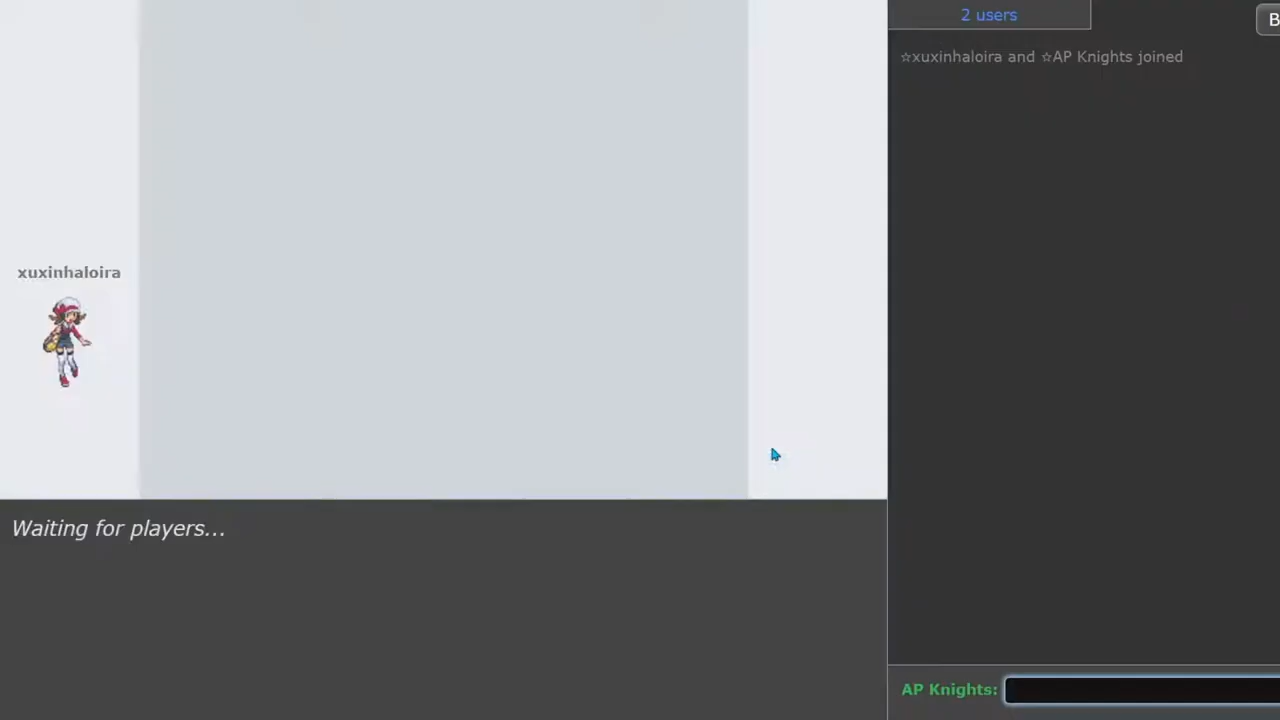 2 users
B
☆xuxinhaloira and ☆AP Knights joined
xuxinhaloira
Waiting for players...
AP Knights: